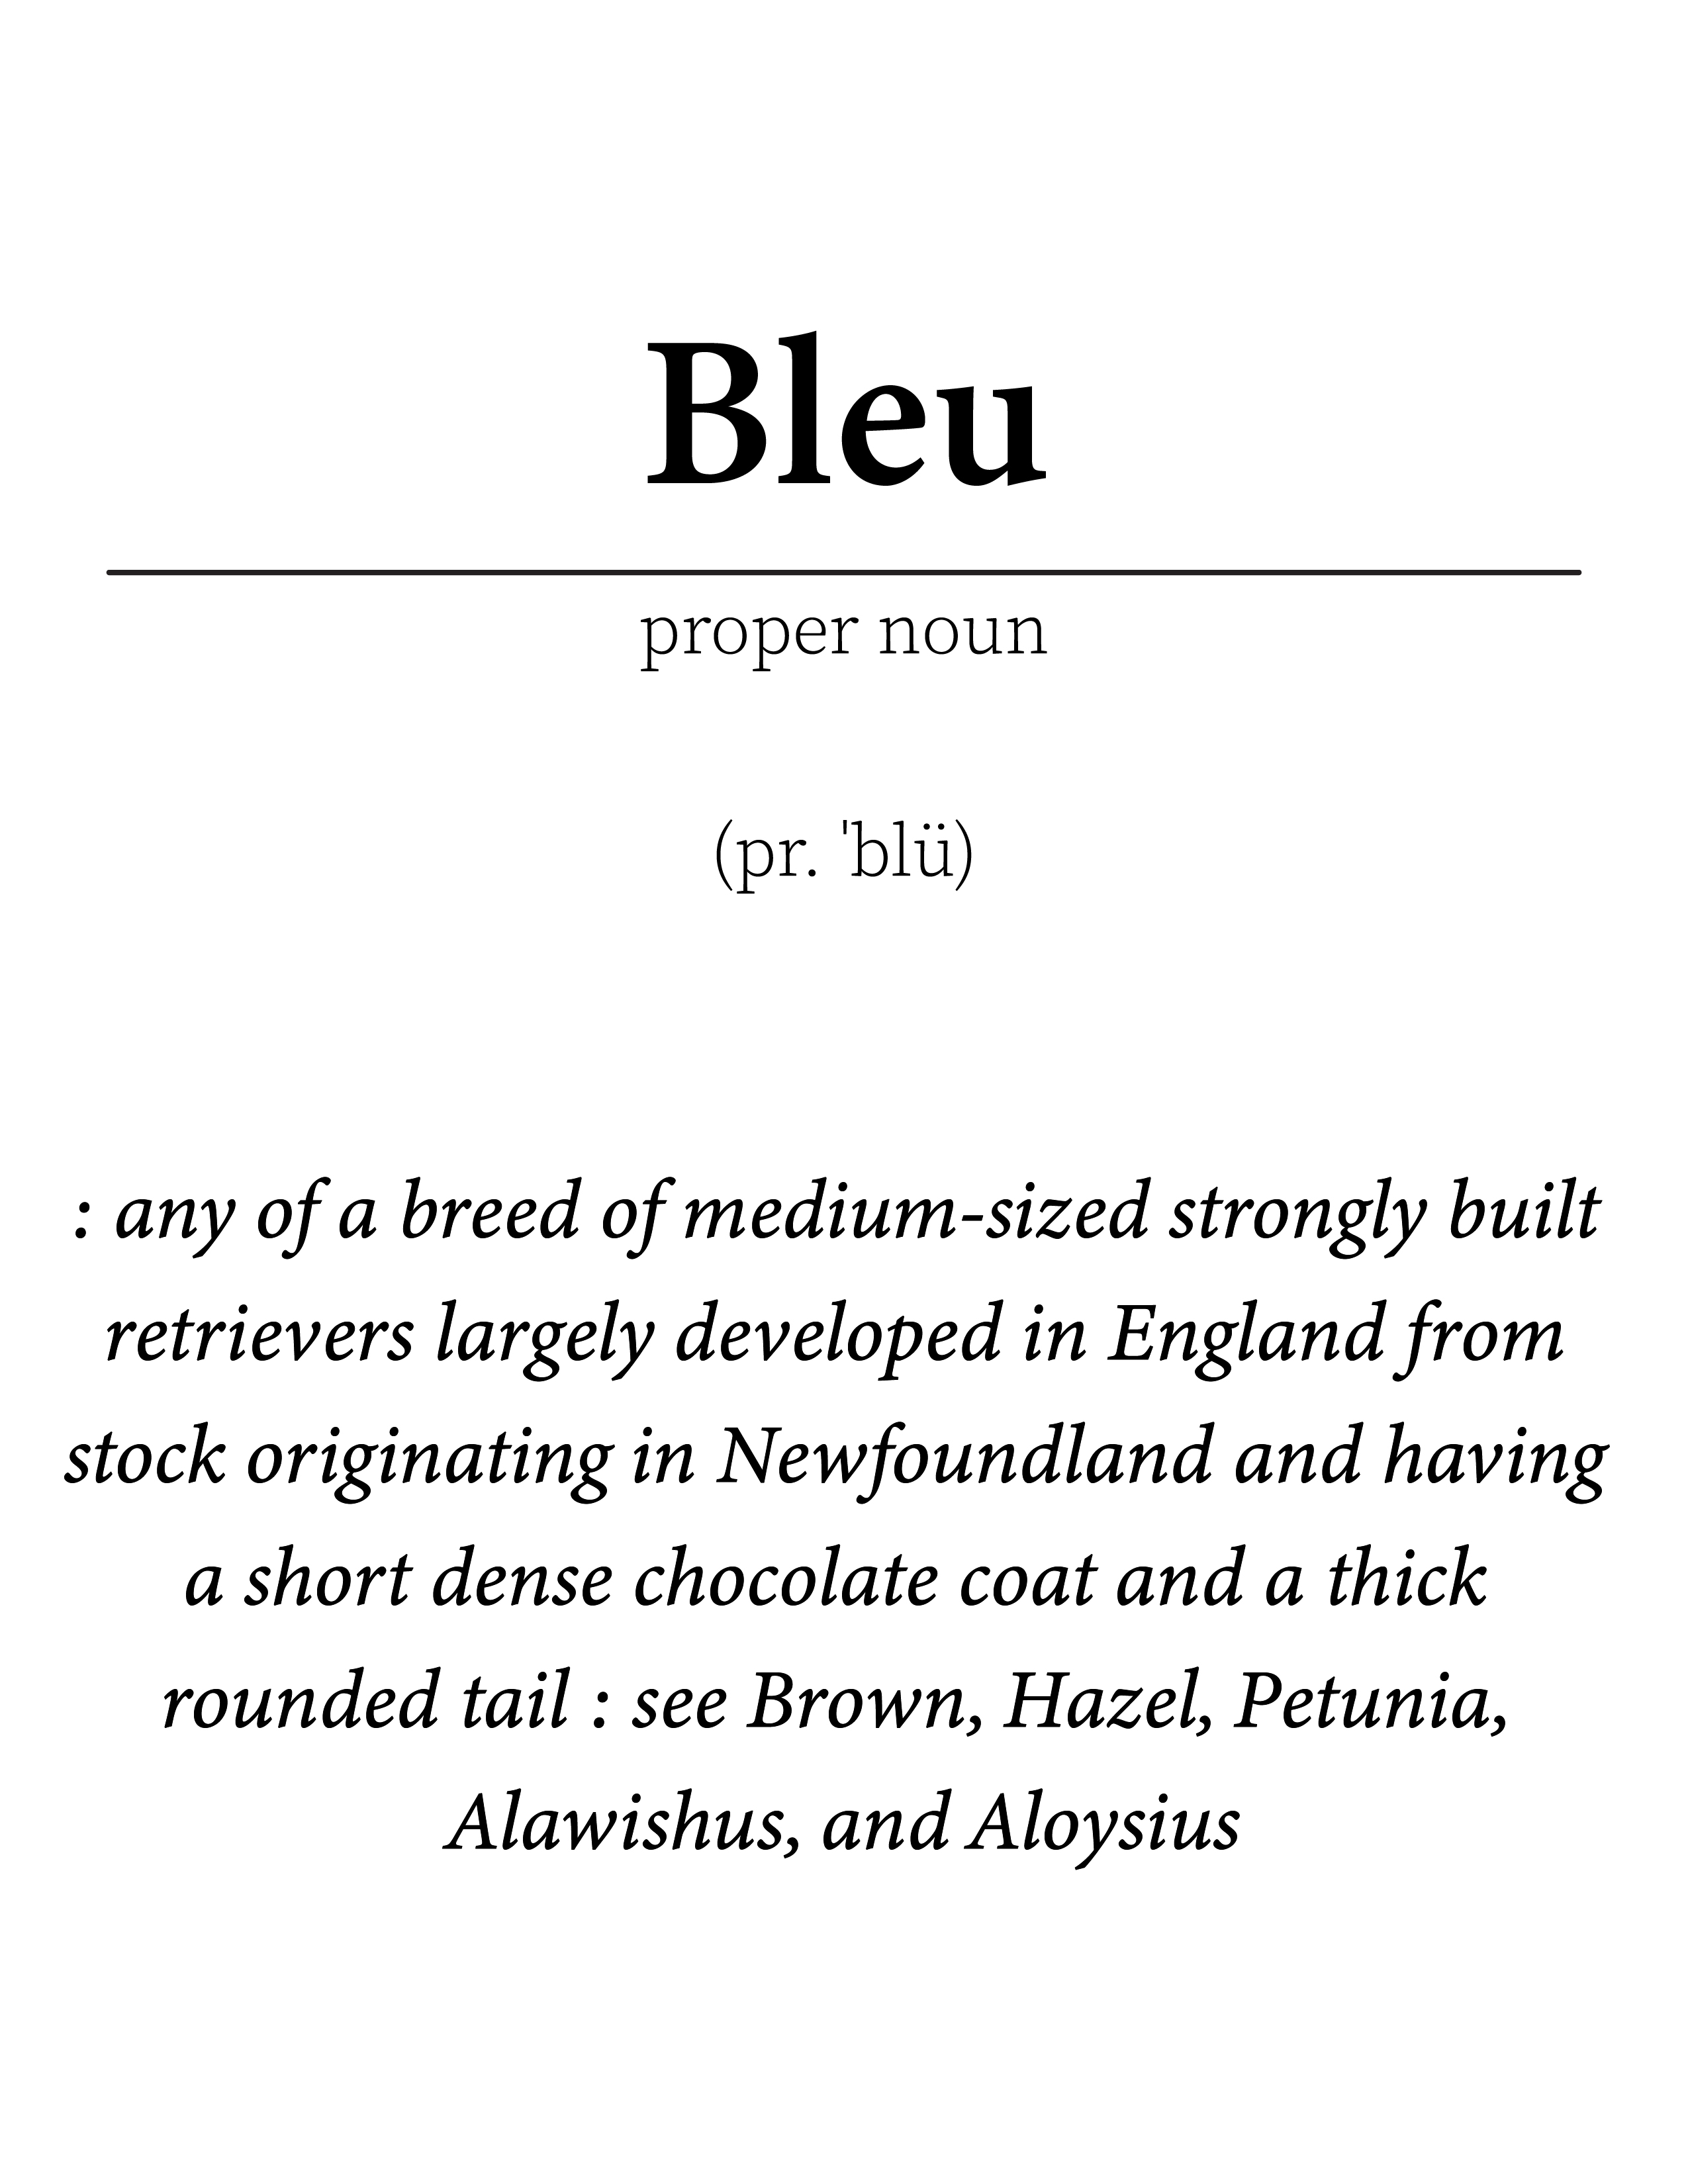 Bleu
proper noun
(pr. 'blü)
: any of a breed of medium-sized strongly built
retrievers largely developed in England from
stock originating in Newfoundland and having
a short dense chocolate coat and a thick
rounded tail : see Brown, Hazel, Petunia,
Alawishus, and Aloysius